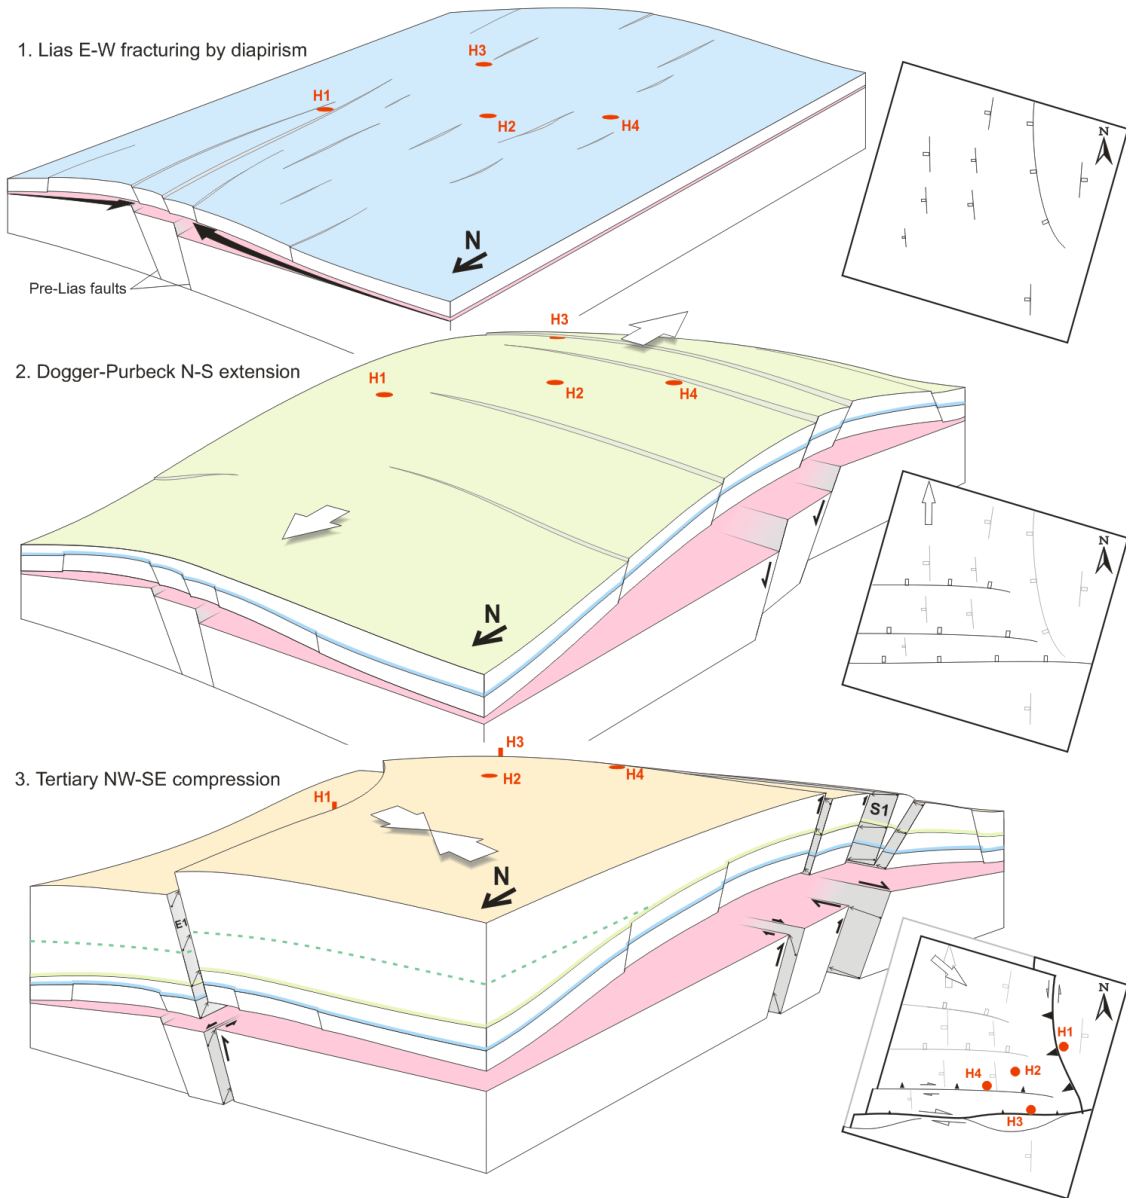 1. Lias E-W fracturing by diapirism
H3
H1
H2
H4
N
N
Pre-Lias faults
H3
2. Dogger-Purbeck N-S extension
H1
H2
H4
N
N
H3
3. Tertiary NW-SE compression
H2
H4
H1
S1
N
E1
N
H1
H2
H4
H3